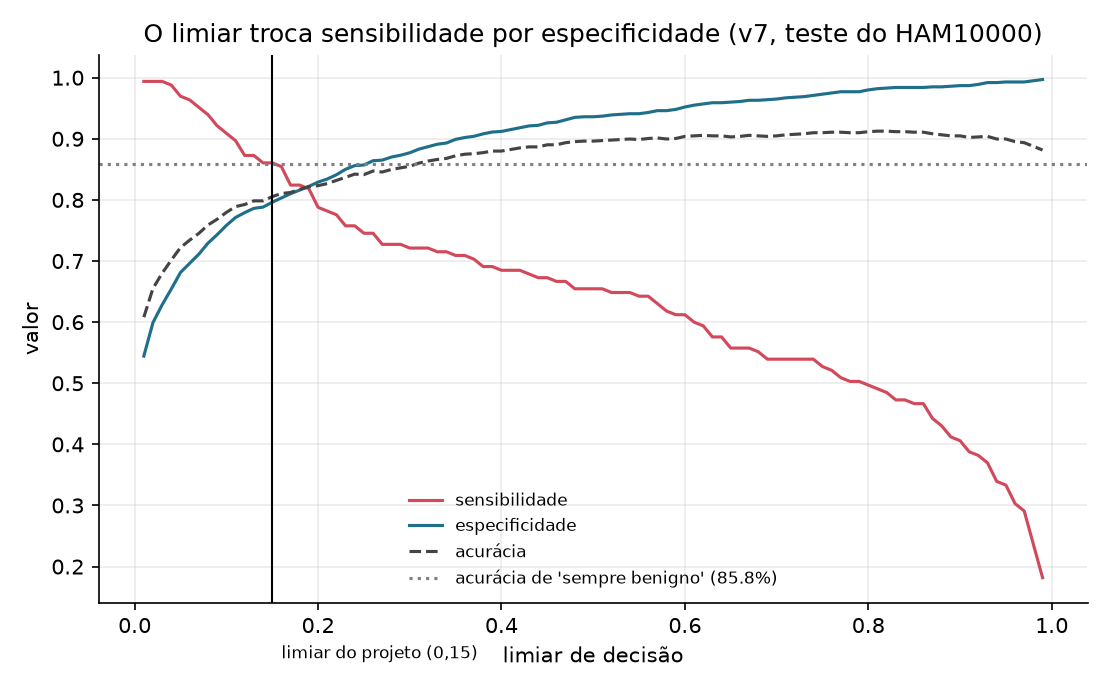 O limiar troca sensibilidade por especificidade (v7, teste do HAM10000)
valor
1.0
0.9
0.8
0.7
0.6
0.5
0.4
0.3
0.2
sensibilidade
especificidade
acurácia
acurácia de 'sempre benigno' (85.8%)
0.0 0.2 0.4 0.6 0.8 1.0
limiar do projeto (0,15)
limiar de decisão